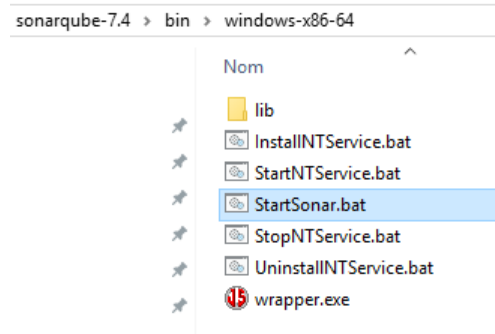 sonarqube-7.4 > bin > windows-x86-64
Nom
lib
InstallNTService.bat
StartNTService.bat
StartSonar.bat
StopNTService.bat
UninstallNTService.bat
wrapper.exe